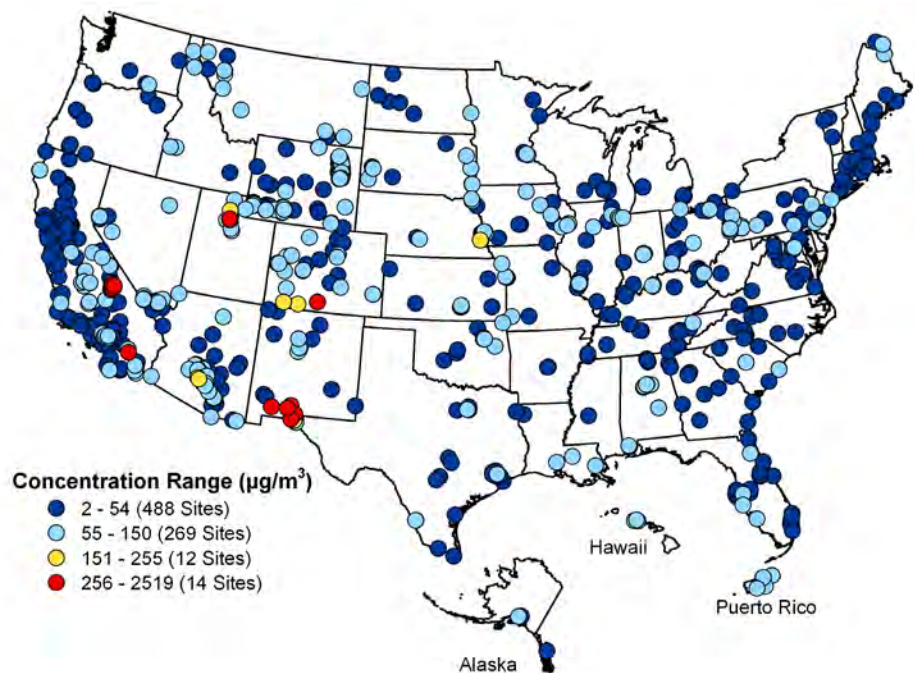 Concentration Range (µg/m³)
2 - 54 (488 Sites)
55 - 150 (269 Sites)
151 - 255 (12 Sites)
256 - 2519 (14 Sites)
Hawaii
Puerto Rico
Alaska